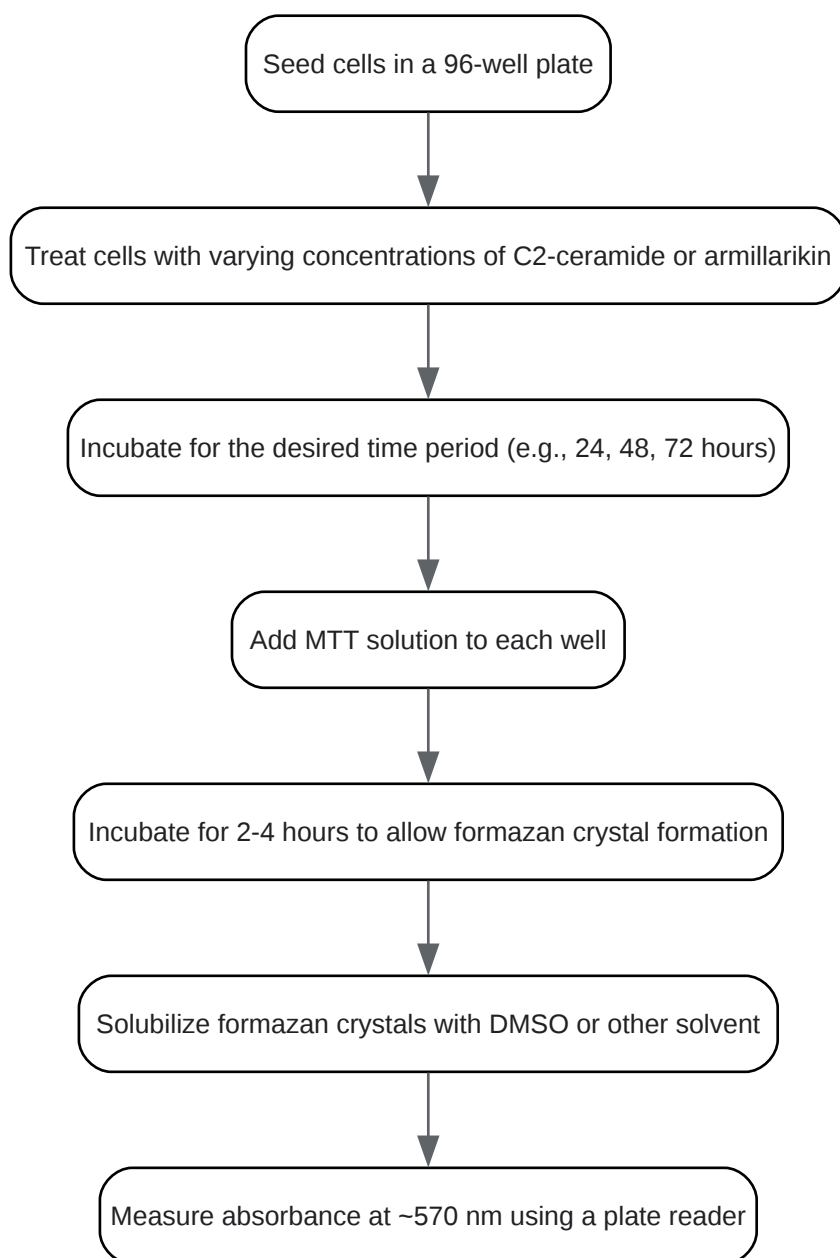 Seed cells in a 96-well plate
Treat cells with varying concentrations of C2-ceramide or armillarikin
Incubate for the desired time period (e.g., 24, 48, 72 hours)
Add MTT solution to each well
Incubate for 2-4 hours to allow formazan crystal formation
Solubilize formazan crystals with DMSO or other solvent
Measure absorbance at ~570 nm using a plate reader